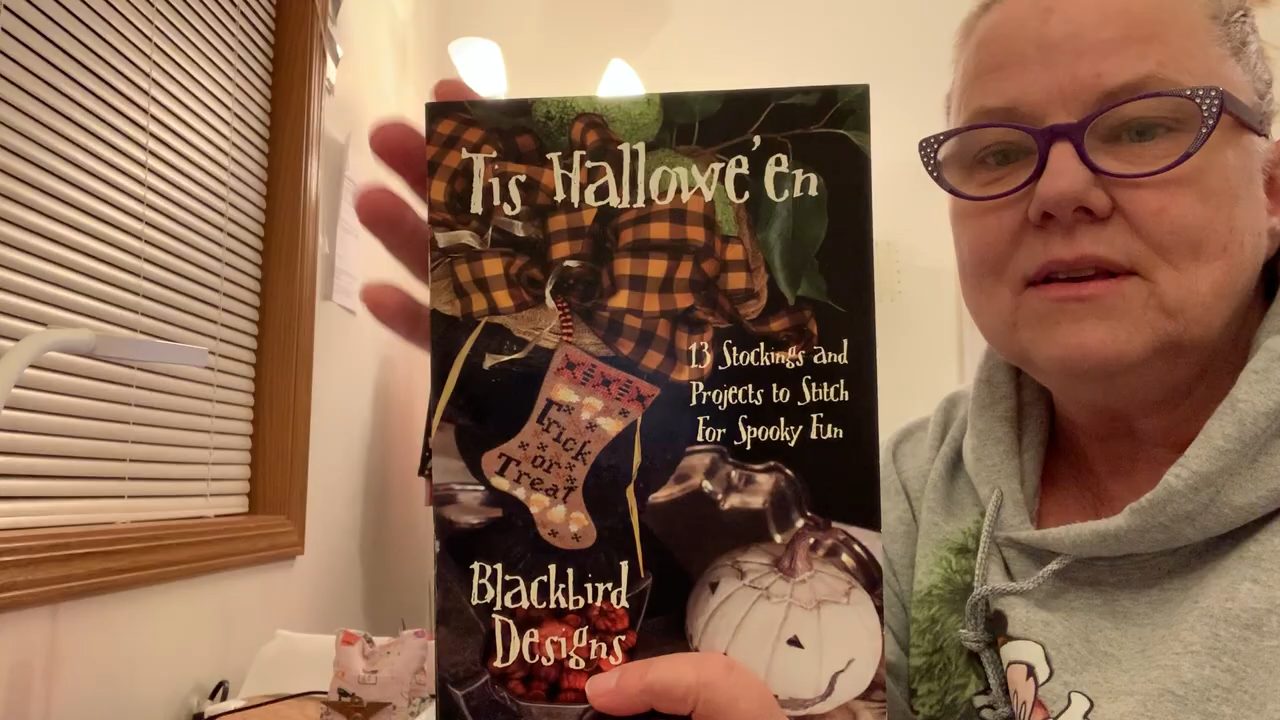 Tis Hallowe'en
13 Stockings and
Projects to Stitch
For Spooky Fun
Trick
or
Treat
Blackbird
Designs